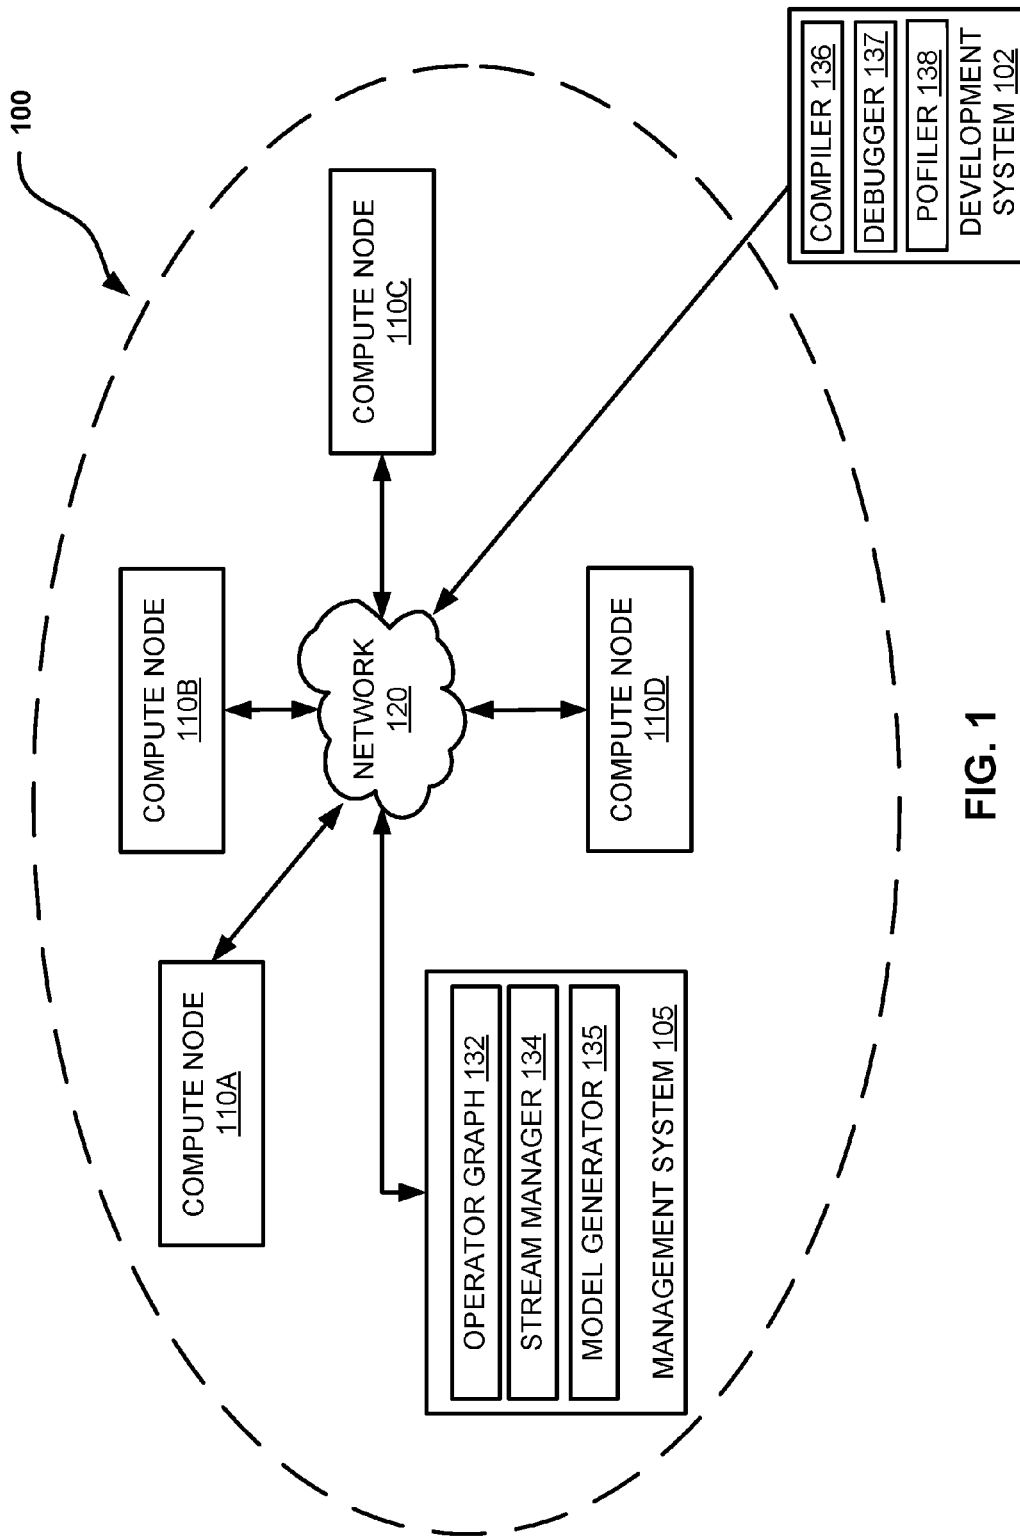 100
COMPUTE NODE
110A
COMPUTE NODE
110B
COMPUTE NODE
110C
NETWORK
120
OPERATOR GRAPH 132
STREAM MANAGER 134
MODEL GENERATOR 135
MANAGEMENT SYSTEM 105
COMPUTE NODE
110D
COMPILER 136
DEBUGGER 137
POFILER 138
DEVELOPMENT
SYSTEM 102
FIG. 1